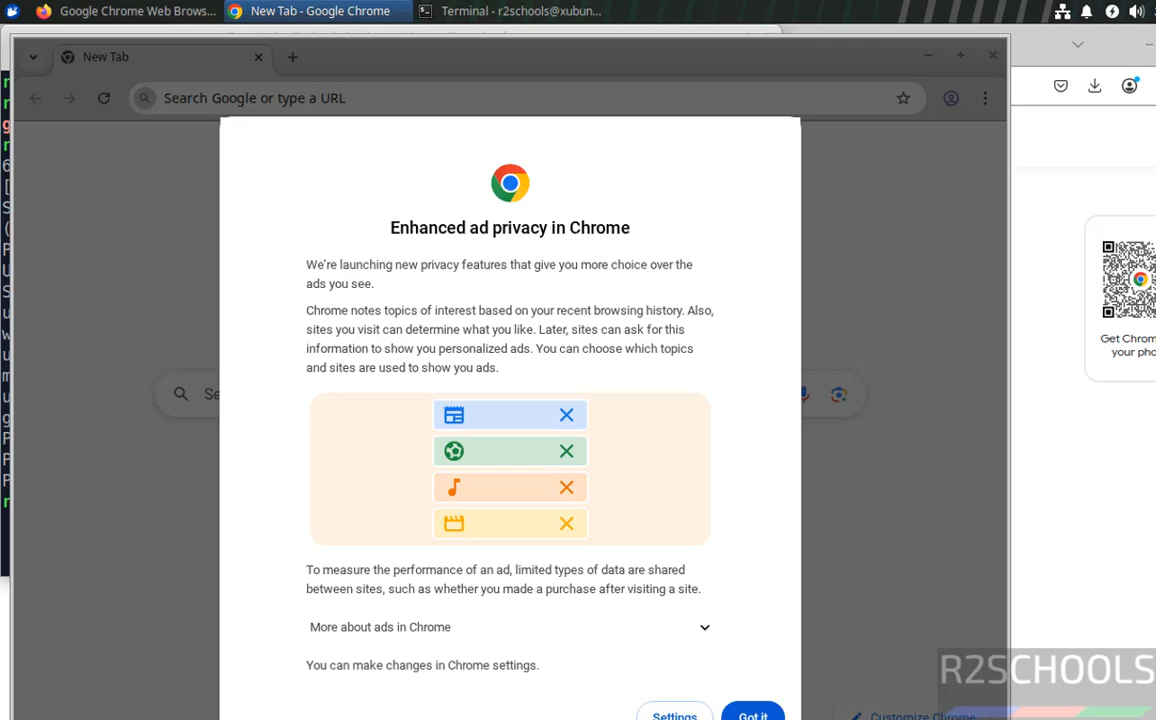 Google Chrome Web Brows...
New Tab - Google Chrome
Terminal - r2schools@xubun...
New Tab
Search Google or type a URL
Enhanced ad privacy in Chrome
We're launching new privacy features that give you more choice over the
ads you see.
Chrome notes topics of interest based on your recent browsing history. Also,
sites you visit can determine what you like. Later, sites can ask for this
information to show you personalized ads. You can choose which topics
and sites are used to show you ads.
Se
Get Chrom
your pho
To measure the performance of an ad, limited types of data are shared
between sites, such as whether you made a purchase after visiting a site.
More about ads in Chrome
You can make changes in Chrome settings.
Settings
Got it
Customize Chrome
R2SCHOOLS